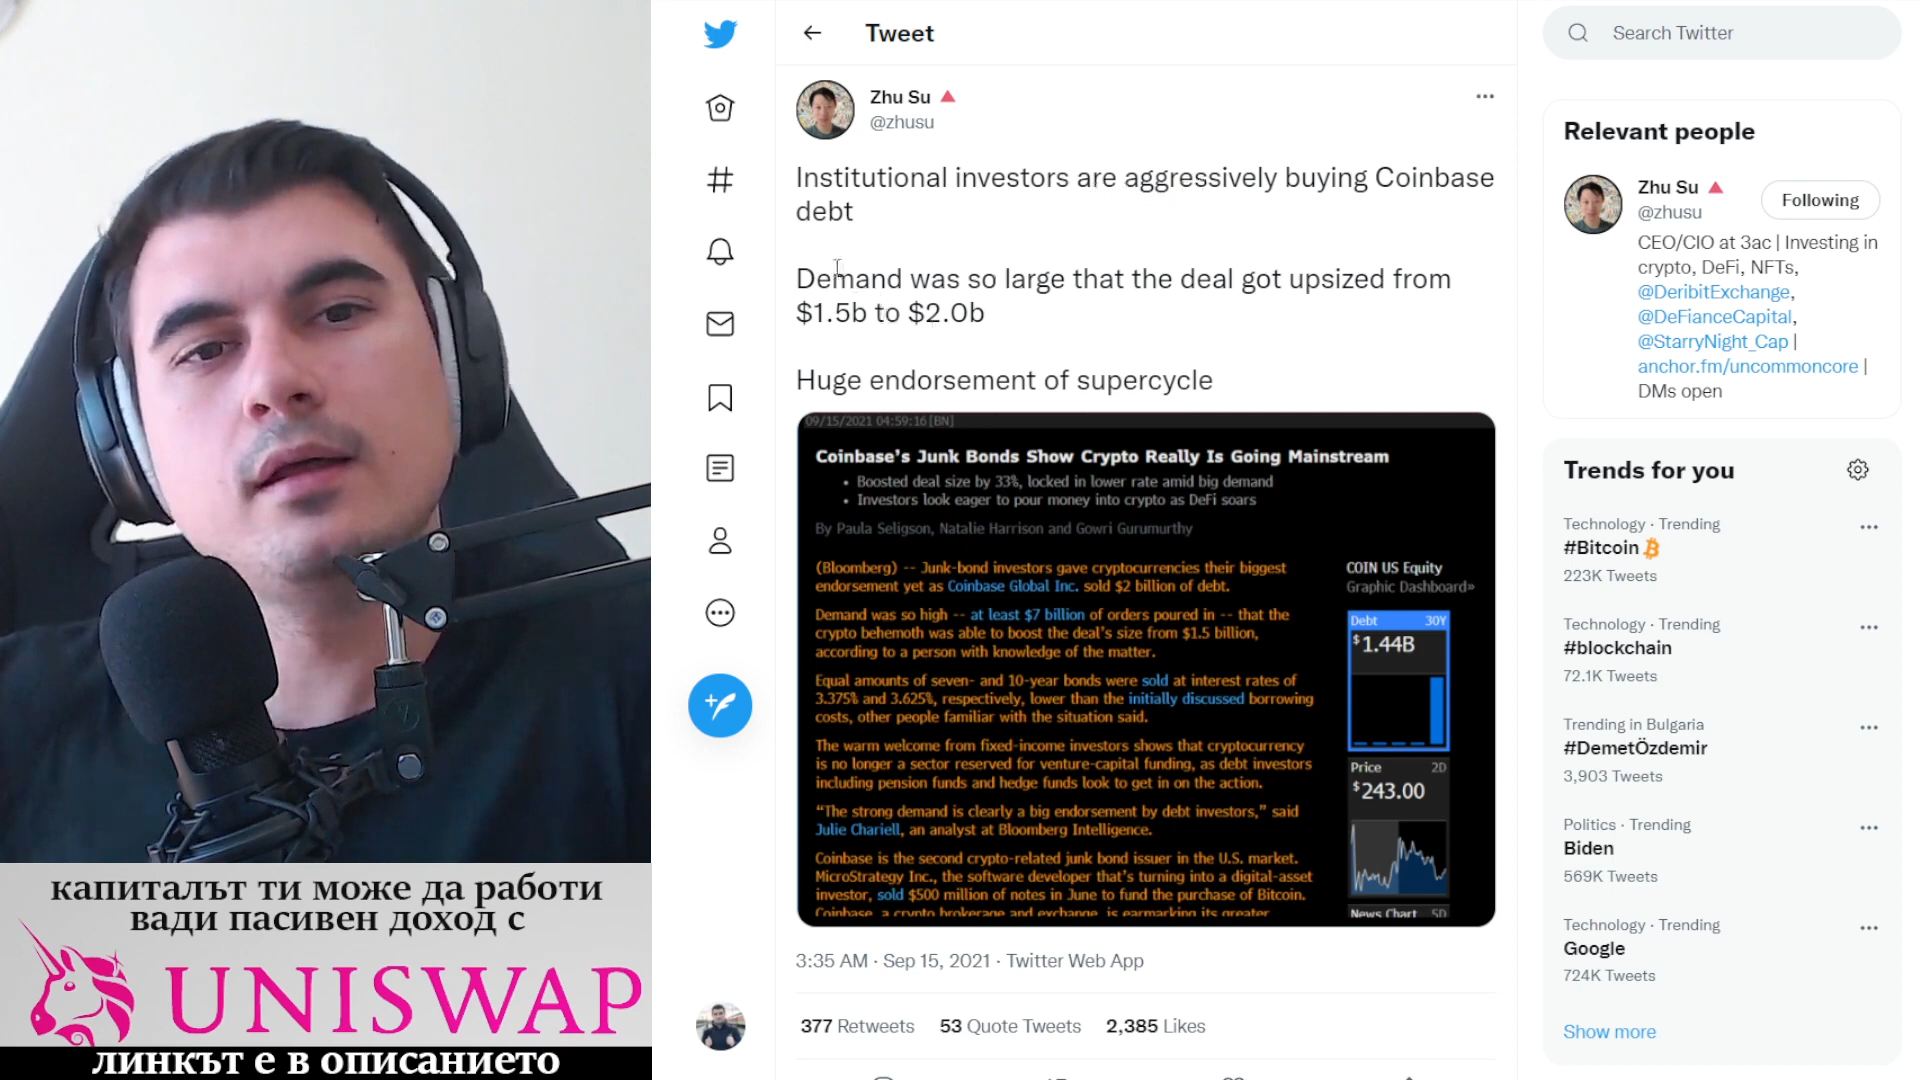 Tweet
Search Twitter
Zhu Su
@zhusu
Institutional investors are aggressively buying Coinbase
debt
Demand was so large that the deal got upsized from
$1.5b to $2.0b
Huge endorsement of supercycle
09/15/2021 04:59:16 [BN]
Coinbase's Junk Bonds Show Crypto Really Is Going Mainstream
• Boosted deal size by 33%, locked in lower rate amid big demand
• Investors look eager to pour money into crypto as DeFi soars
By Paula Seligson, Natalie Harrison and Gowri Gurumurthy
(Bloomberg) -- Junk-bond investors gave cryptocurrencies their biggest
endorsement yet as Coinbase Global Inc. sold $2 billion of debt.
Demand was so high -- at least $7 billion of orders poured in -- that the
crypto behemoth was able to boost the deal's size from $1.5 billion,
according to a person with knowledge of the matter.
Equal amounts of seven- and 10-year bonds were sold at interest rates of
3.375% and 3.625%, respectively, lower than the initially discussed borrowing
costs, other people familiar with the situation said.
The warm welcome from fixed-income investors shows that cryptocurrency
is no longer a sector reserved for venture-capital funding, as debt investors
including pension funds and hedge funds look to get in on the action.
“The strong demand is clearly a big endorsement by debt investors,” said
Julie Chariell, an analyst at Bloomberg Intelligence.
Coinbase is the second crypto-related junk bond issuer in the U.S. market.
MicroStrategy Inc., the software developer that's turning into a digital-asset
investor, sold $500 million of notes in June to fund the purchase of Bitcoin.
Coinbase, a crypto brokerage and exchange, is earmarking its greater
COIN US Equity
Graphic Dashboard»
Debt 30Y
$1.44B
Price 2D
$243.00
News Chart 5D
3:35 AM · Sep 15, 2021 · Twitter Web App
377 Retweets 53 Quote Tweets 2,385 Likes
Relevant people
Zhu Su
@zhusu
Following
CEO/CIO at 3ac | Investing in
crypto, DeFi, NFTs,
@DeribitExchange,
@DeFianceCapital,
@StarryNight_Cap |
anchor.fm/uncommoncore |
DMs open
Trends for you
Technology · Trending
#Bitcoin
223K Tweets
Technology · Trending
#blockchain
72.1K Tweets
Trending in Bulgaria
#DemetÖzdemir
3,903 Tweets
Politics · Trending
Biden
569K Tweets
Technology · Trending
Google
724K Tweets
Show more
капиталът ти може да работи
вади пасивен доход с
UNISWAP
линкът е в описанието